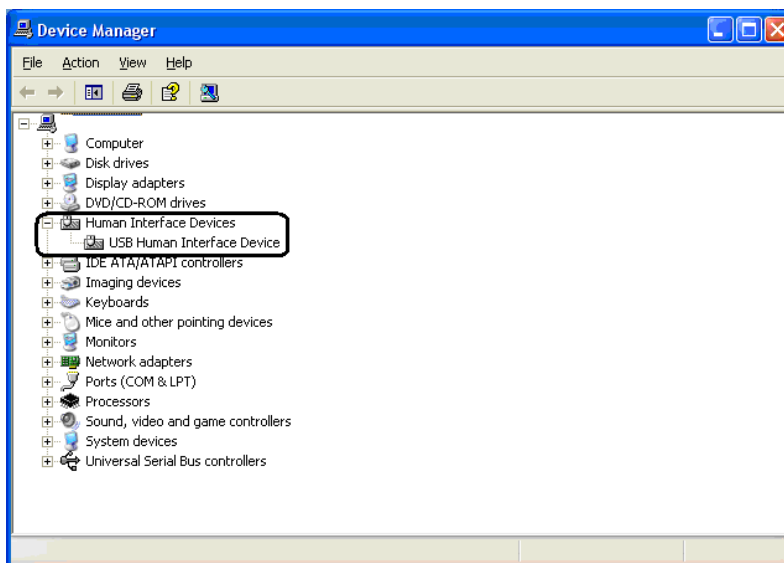 Device Manager
File Action View Help
Computer
Disk drives
Display adapters
DVD/CD-ROM drives
Human Interface Devices
USB Human Interface Device
IDE ATA/ATAPI controllers
Imaging devices
Keyboards
Mice and other pointing devices
Monitors
Network adapters
Ports (COM & LPT)
Processors
Sound, video and game controllers
System devices
Universal Serial Bus controllers